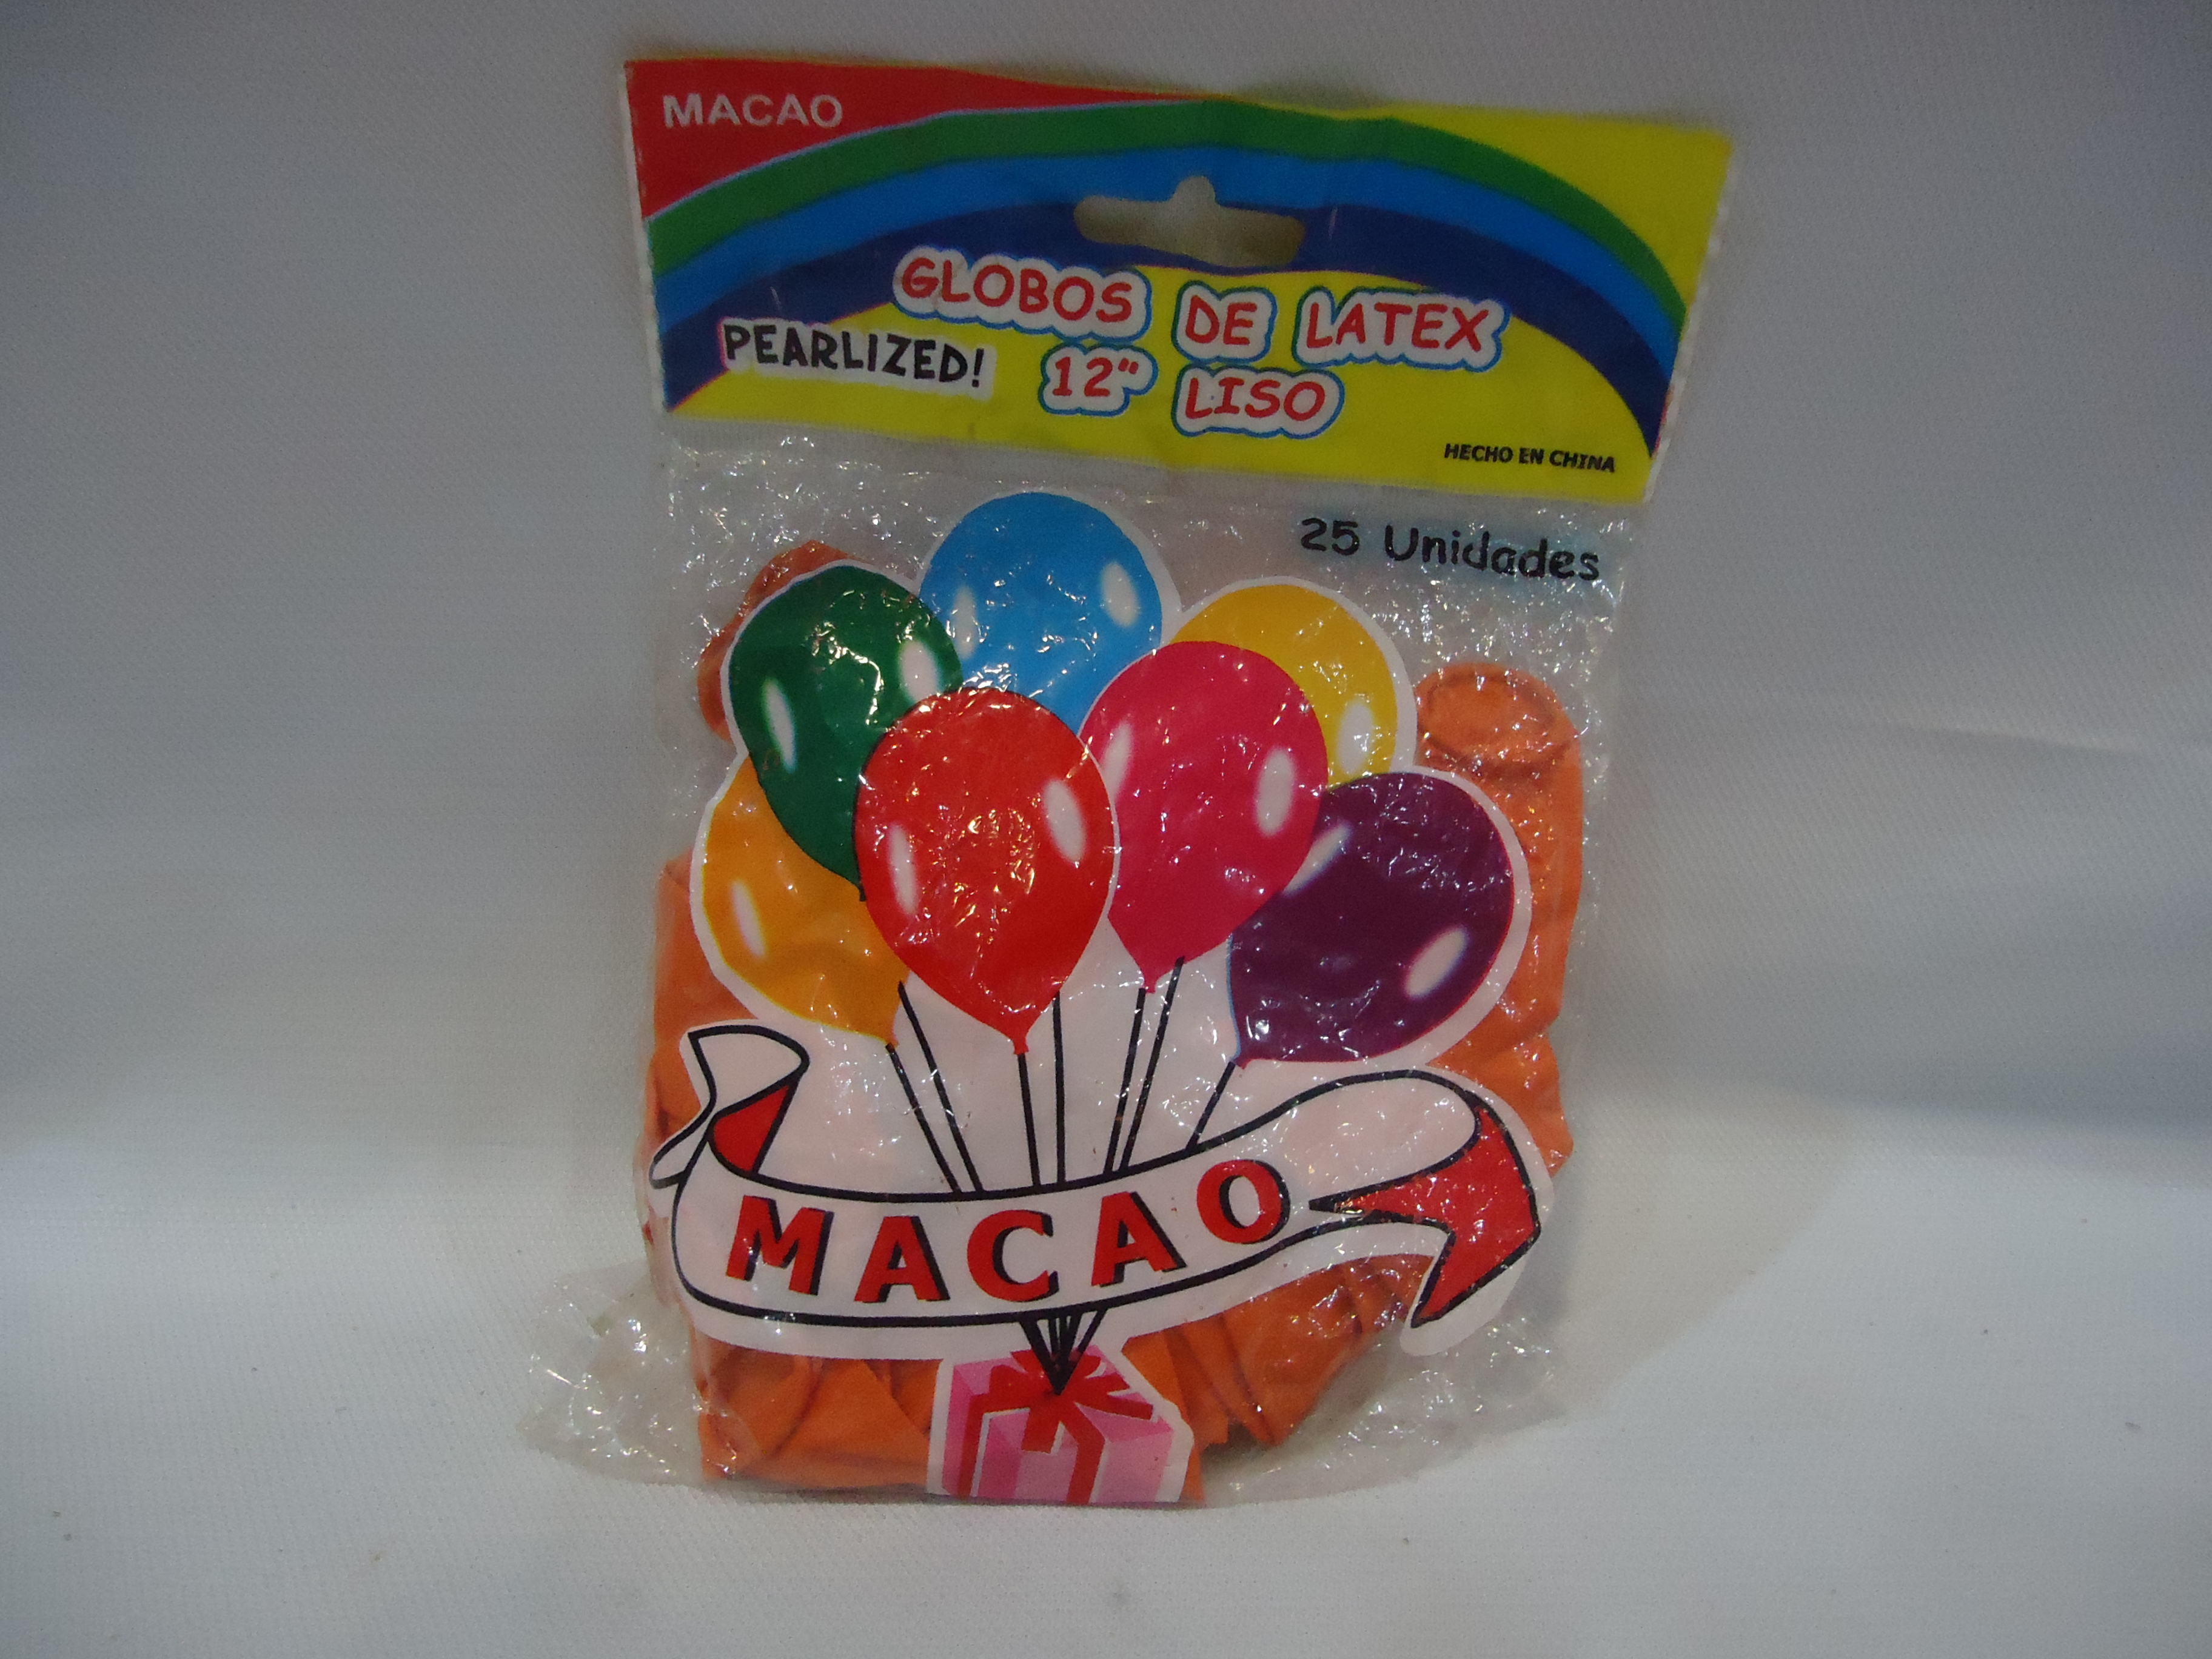 MACAO
GLOBOS DE LATEX
PEARLIZED! 12" LISO
HECHO EN CHINA
25 Unidades
MACAO